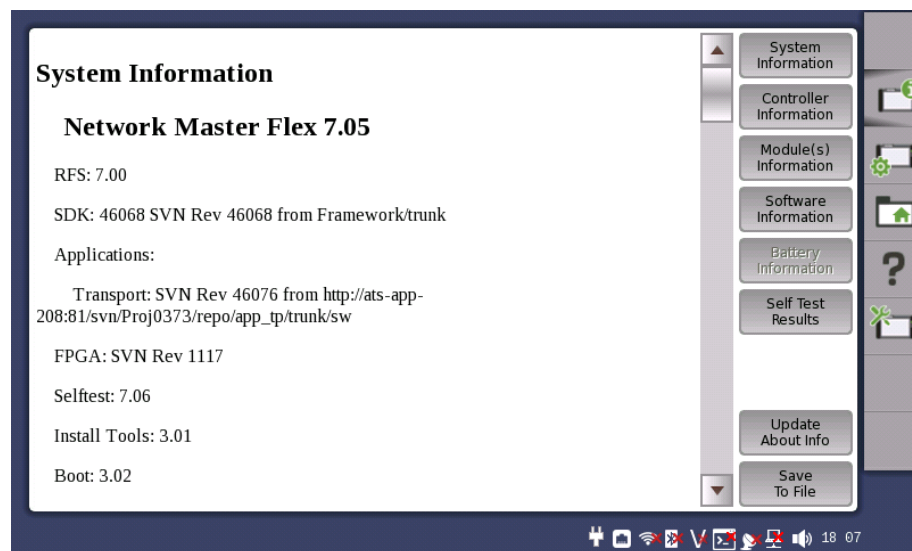 System Information
Network Master Flex 7.05
RFS: 7.00
SDK: 46068 SVN Rev 46068 from Framework/trunk
Applications:
Transport: SVN Rev 46076 from http://ats-app-
208:81/svn/Proj0373/repo/app_tp/trunk/sw
FPGA: SVN Rev 1117
Selftest: 7.06
Install Tools: 3.01
Boot: 3.02
System
Information
Controller
Information
Module(s)
Information
Software
Information
Battery
Information
Self Test
Results
Update
About Info
Save
To File
?
18 07